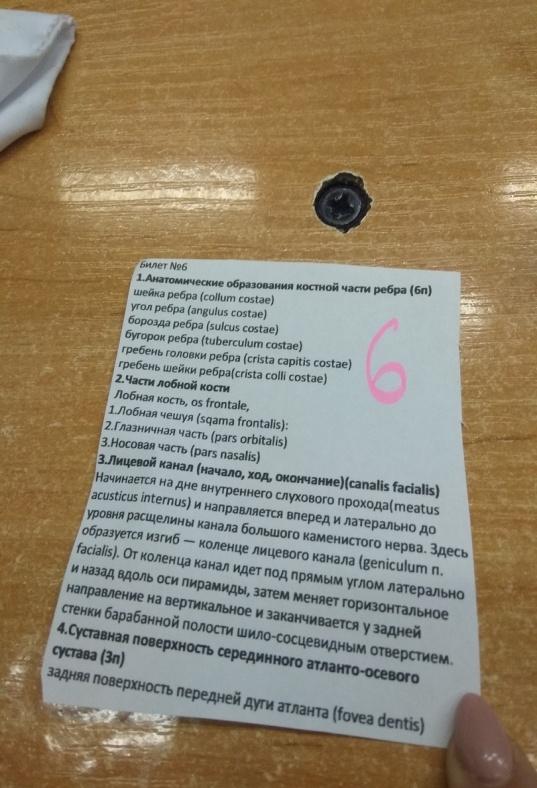 Билет №6
1.Анатомические образования костной части ребра (6п)
шейка ребра (collum costae)
угол ребра (angulus costae)
борозда ребра (sulcus costae)
бугорок ребра (tuberculum costae)
гребень головки ребра (crista capitis costae)
гребень шейки ребра(crista colli costae)
6
2.Части лобной кости
Лобная кость, os frontale,
1.Лобная чешуя (sqama frontalis):
2.Глазничная часть (pars orbitalis)
3.Носовая часть (pars nasalis)
3.Лицевой канал (начало, ход, окончание)(canalis facialis)
Начинается на дне внутреннего слухового прохода(meatus
acusticus internus) и направляется вперед и латерально до
уровня расщелины канала большого каменистого нерва. Здесь
образуется изгиб — коленце лицевого канала (geniculum n.
facialis). От коленца канал идет под прямым углом латерально
и назад вдоль оси пирамиды, затем меняет горизонтальное
направление на вертикальное и заканчивается у задней
стенки барабанной полости шило-сосцевидным отверстием.
4.Суставная поверхность серединного атланто-осевого
сустава (3п)
задняя поверхность передней дуги атланта (fovea dentis)